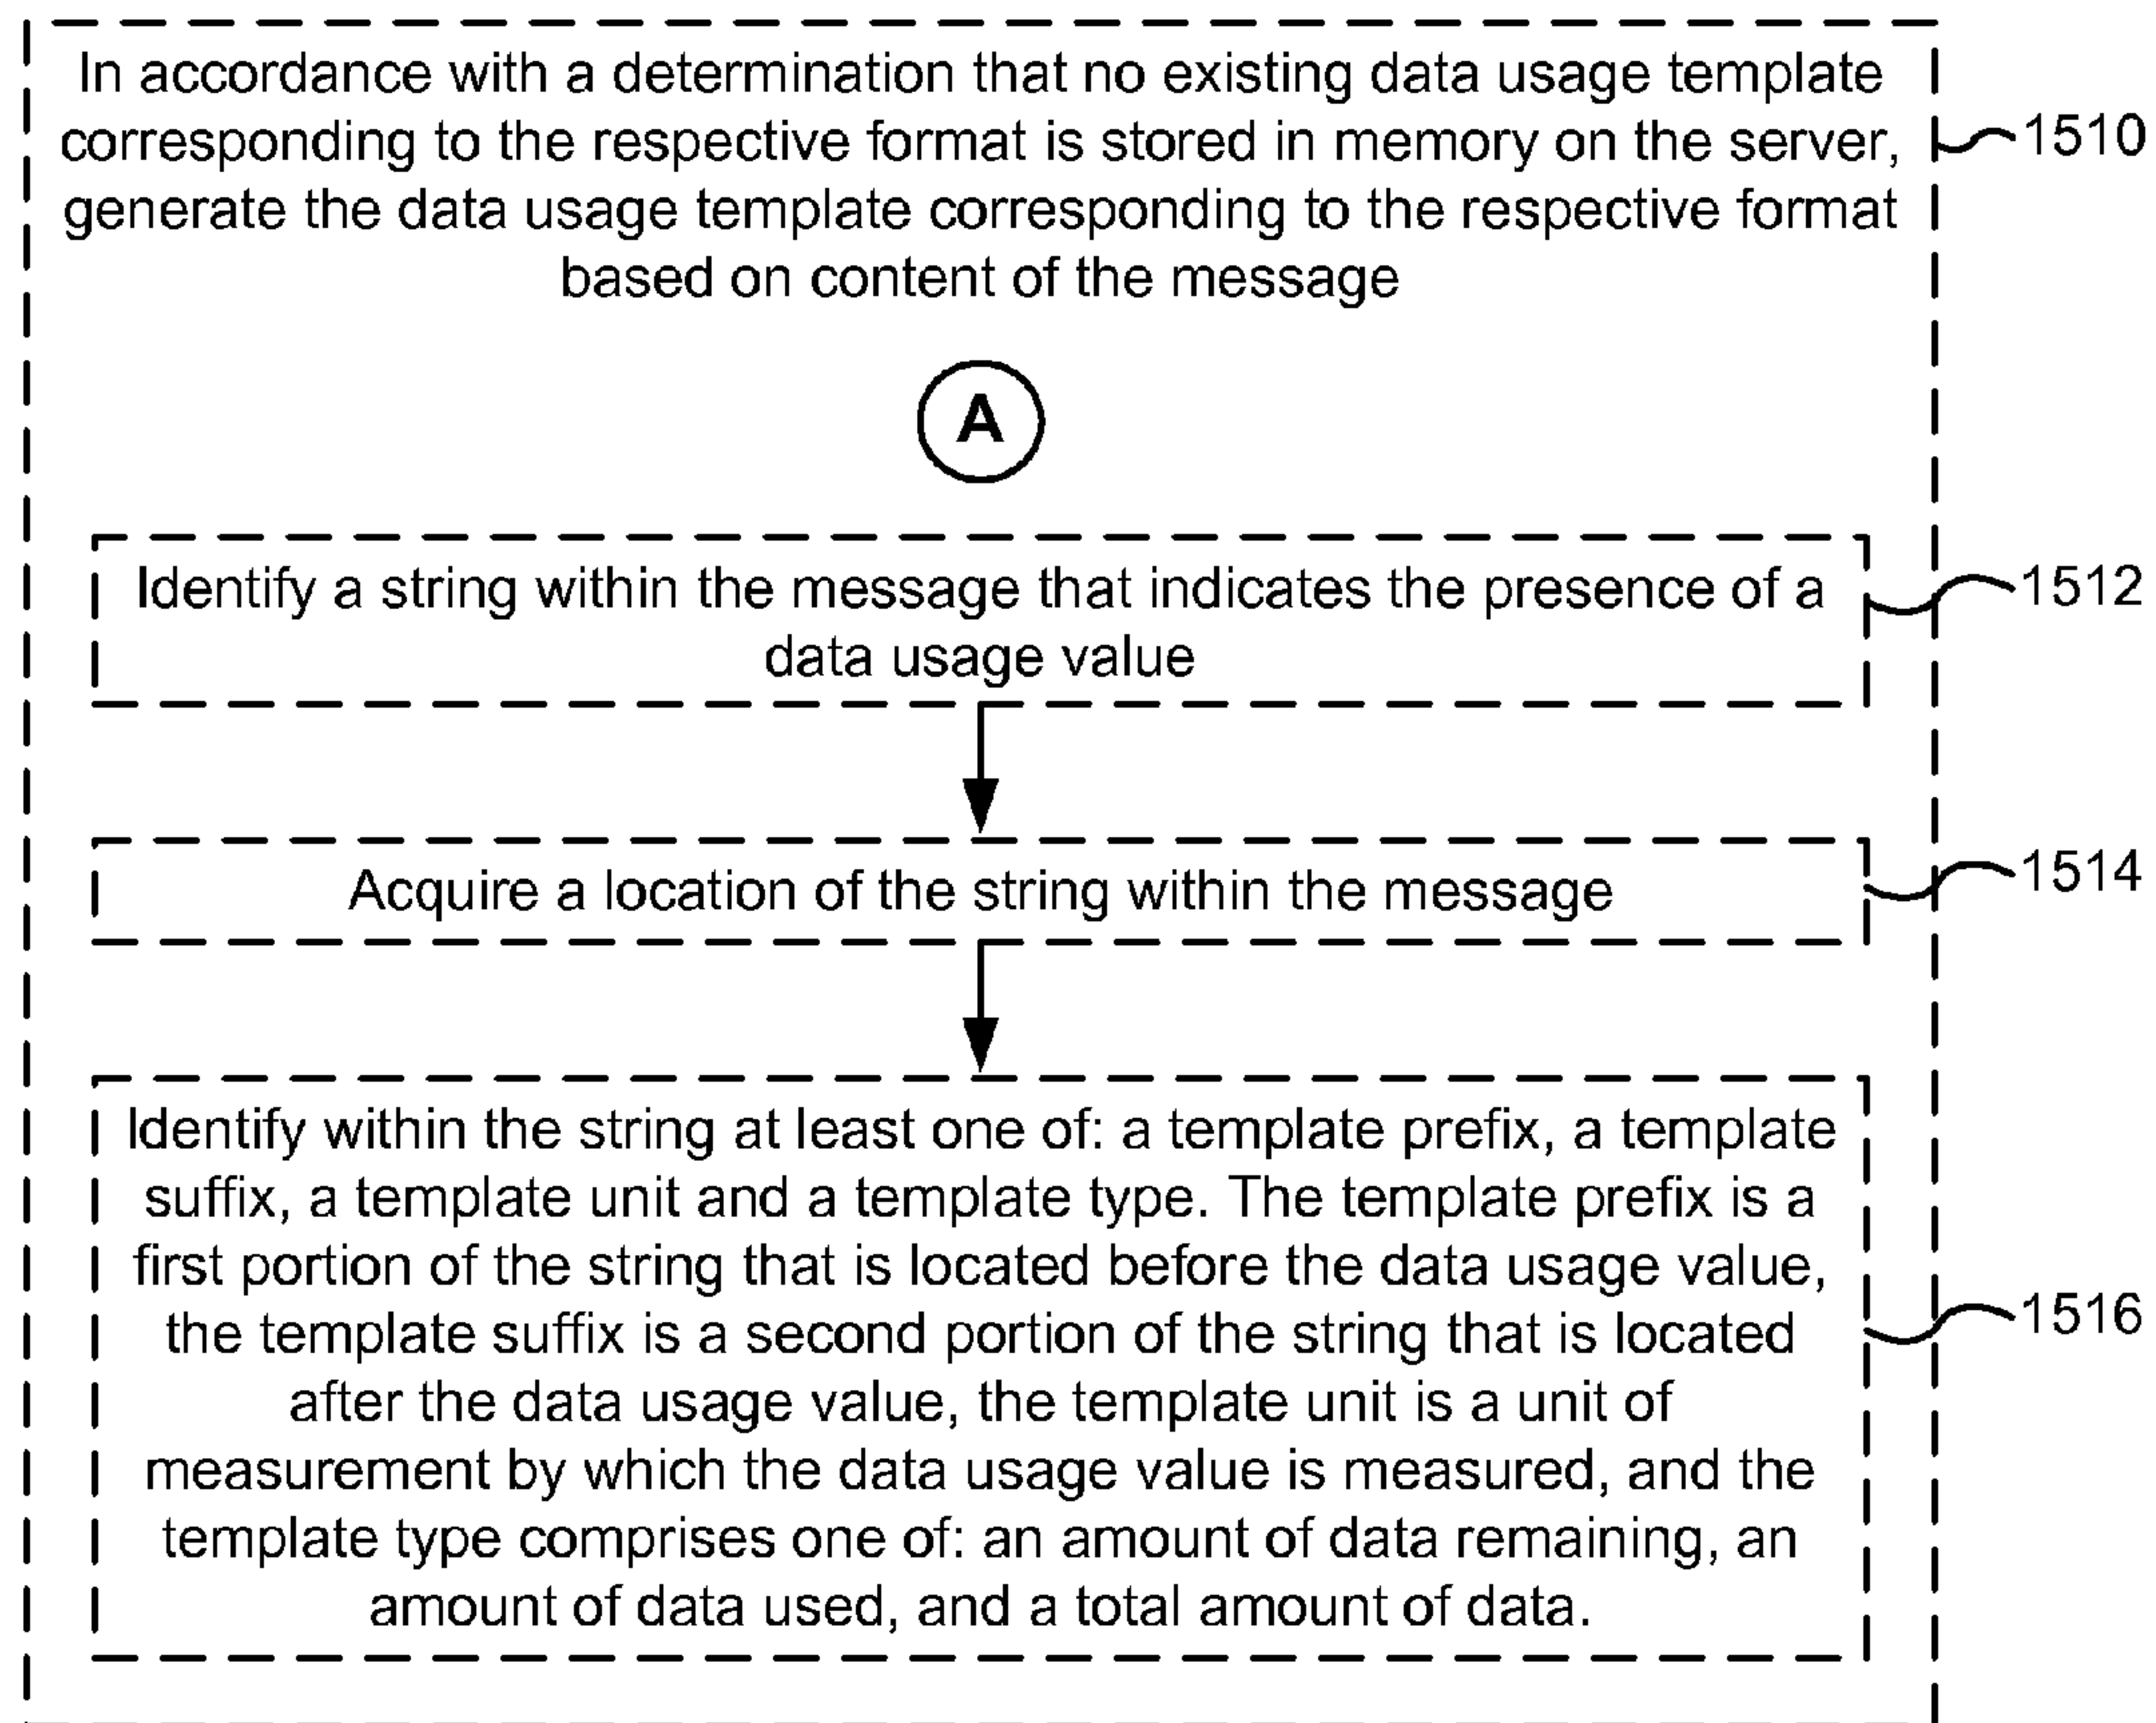 In accordance with a determination that no existing data usage template
corresponding to the respective format is stored in memory on the server,
generate the data usage template corresponding to the respective format
based on content of the message
1510
A
Identify a string within the message that indicates the presence of a
data usage value
1512
Acquire a location of the string within the message
1514
Identify within the string at least one of: a template prefix, a template
suffix, a template unit and a template type. The template prefix is a
first portion of the string that is located before the data usage value,
the template suffix is a second portion of the string that is located
after the data usage value, the template unit is a unit of
measurement by which the data usage value is measured, and the
template type comprises one of: an amount of data remaining, an
amount of data used, and a total amount of data.
1516